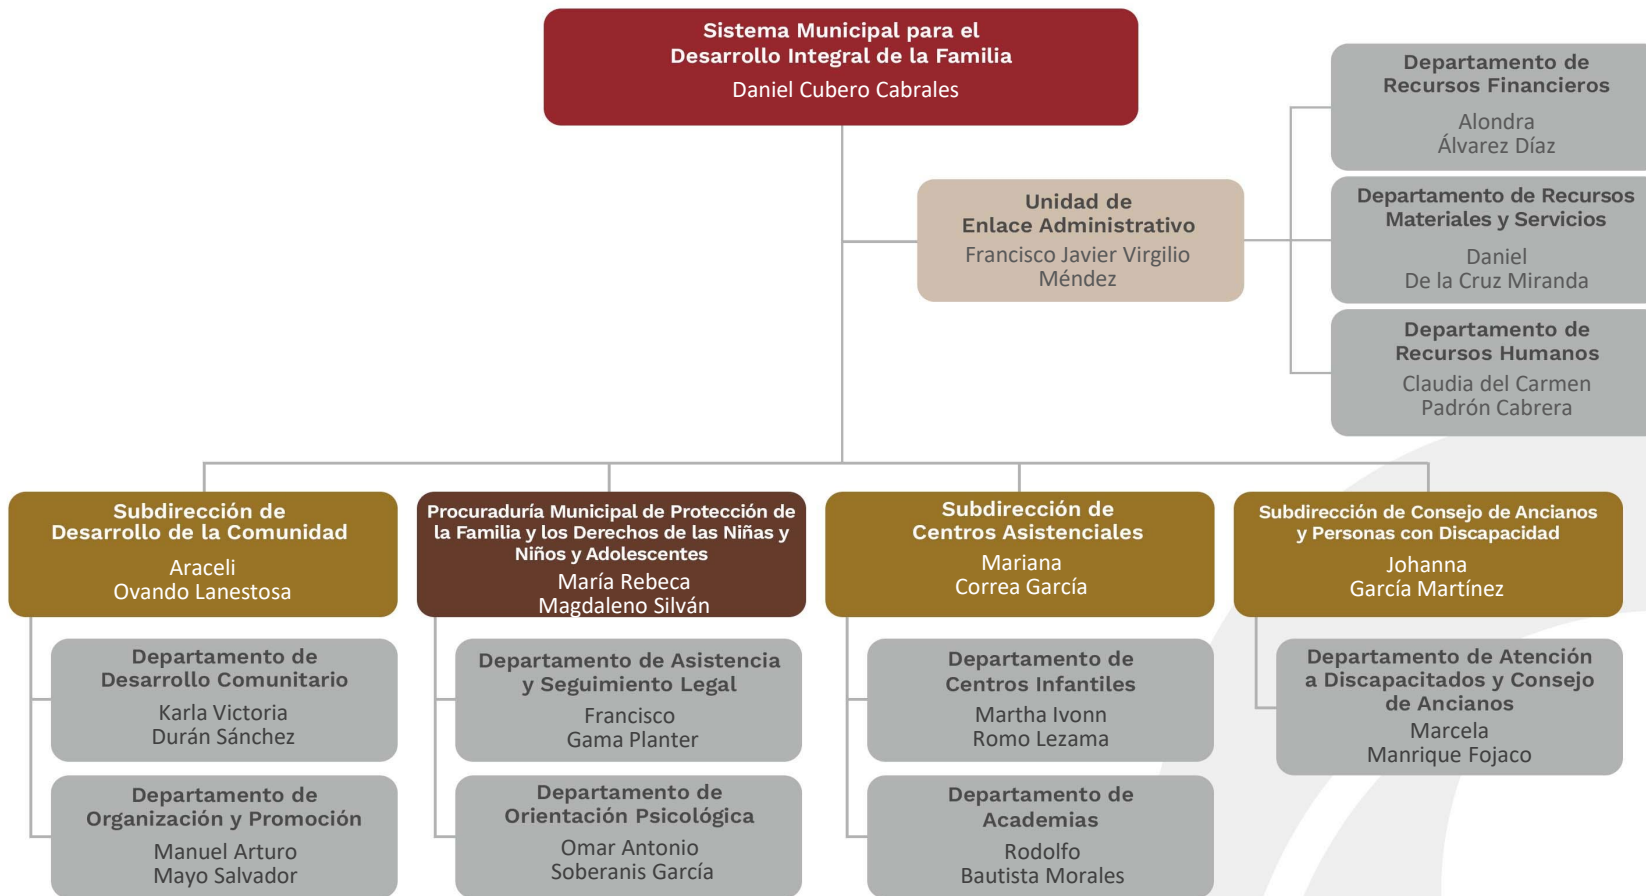 Sistema Municipal para el
Desarrollo Integral de la Familia
Daniel Cubero Cabrales
Departamento de
Recursos Financieros
Alondra
Álvarez Díaz
Unidad de
Enlace Administrativo
Francisco Javier Virgilio
Méndez
Departamento de Recursos
Materiales y Servicios
Daniel
De la Cruz Miranda
Departamento de
Recursos Humanos
Claudia del Carmen
Padrón Cabrera
Subdirección de
Desarrollo de la Comunidad
Araceli
Ovando Lanestosa
Procuraduría Municipal de Protección de
la Familia y los Derechos de las Niñas y
Niños y Adolescentes
María Rebeca
Magdaleno Silván
Subdirección de
Centros Asistenciales
Mariana
Correa García
Subdirección de Consejo de Ancianos
y Personas con Discapacidad
Johanna
García Martínez
Departamento de
Desarrollo Comunitario
Karla Victoria
Durán Sánchez
Departamento de Asistencia
y Seguimiento Legal
Francisco
Gama Planter
Departamento de
Centros Infantiles
Martha Ivonn
Romo Lezama
Departamento de Atención
a Discapacitados y Consejo
de Ancianos
Marcela
Manrique Fojaco
Departamento de
Organización y Promoción
Manuel Arturo
Mayo Salvador
Departamento de
Orientación Psicológica
Omar Antonio
Soberanis García
Departamento de
Academias
Rodolfo
Bautista Morales